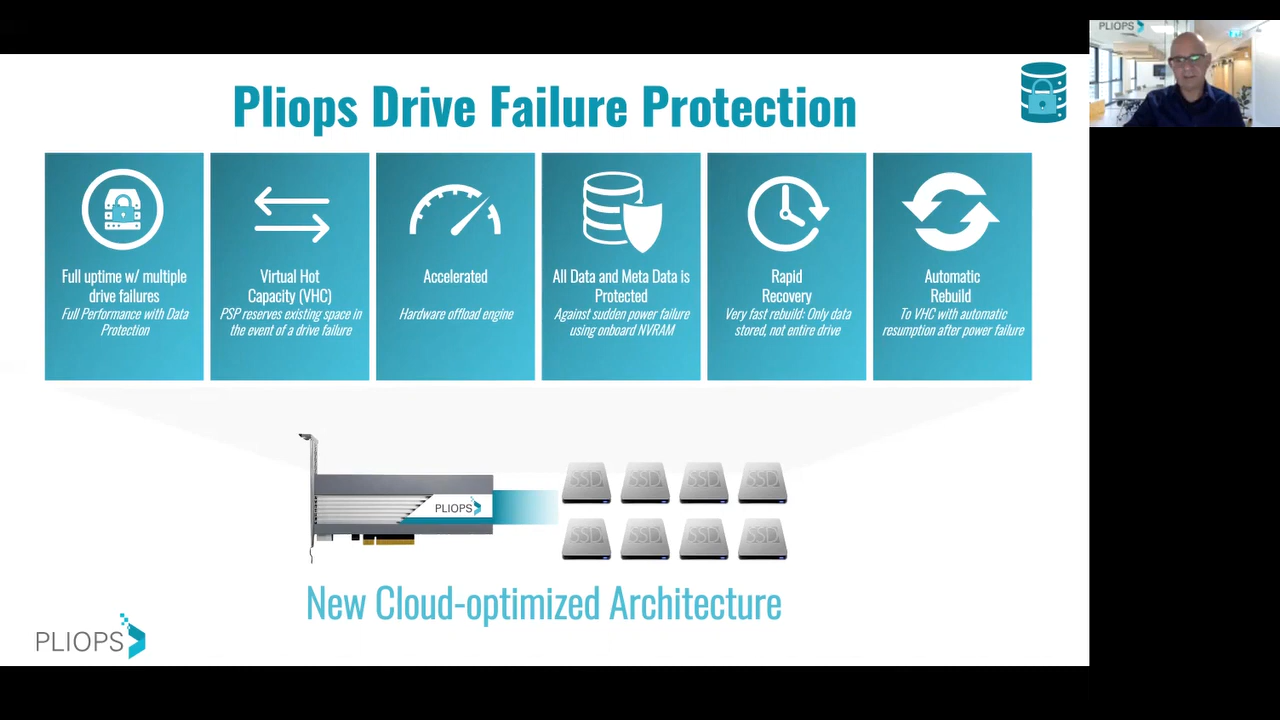 PLIOPS
Pliops Drive Failure Protection
Full uptime w/ multiple
drive failures
Full Performance with Data
Protection
Virtual Hot
Capacity (VHC)
PSP reserves existing space in
the event of a drive failure
Accelerated
Hardware offload engine
All Data and Meta Data is
Protected
Against sudden power failure
using onboard NVRAM
Rapid
Recovery
Very fast rebuild: Only data
stored, not entire drive
Automatic
Rebuild
To VHC with automatic
resumption after power failure
PLIOPS
SSD SSD SSD SSD
SSD SSD SSD SSD
New Cloud-optimized Architecture
PLIOPS